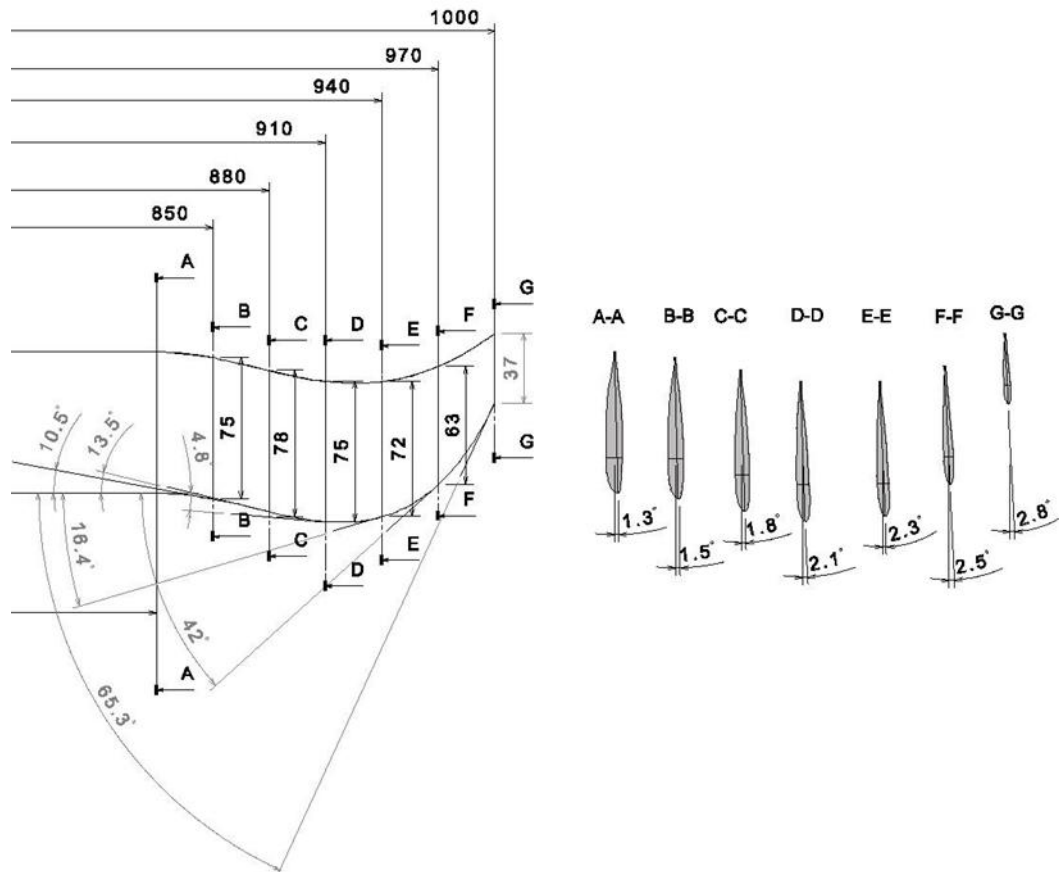 1000
970
940
910
880
850
A
B
C
D
E
F
G
75
78
75
72
63
37
10.5°
13.5°
4.8°
16.4°
42°
65.3°
B
C
D
E
F
G
A
A-A
B-B
C-C
D-D
E-E
F-F
G-G
1.3°
1.5°
1.8°
2.1°
2.3°
2.5°
2.8°